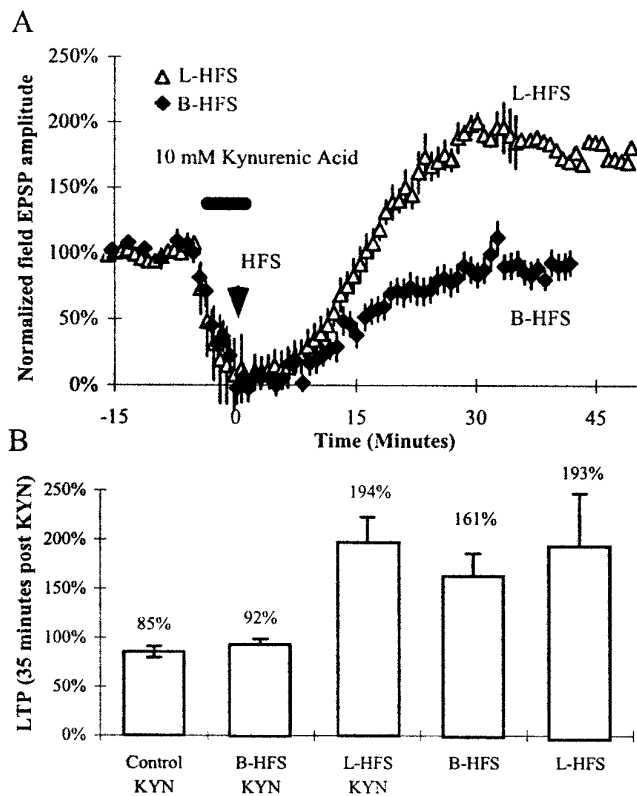 A
Normalized field EPSP amplitude
250%
200%
150%
100%
50%
0%
L-HFS
B-HFS
10 mM Kynurenic Acid
HFS
L-HFS
B-HFS
-15 0 15 30 45
Time (Minutes)
B
LTP (35 minutes post KYN)
250%
200%
150%
100%
50%
0%
85%
92%
194%
161%
193%
Control KYN
B-HFS KYN
L-HFS KYN
B-HFS
L-HFS